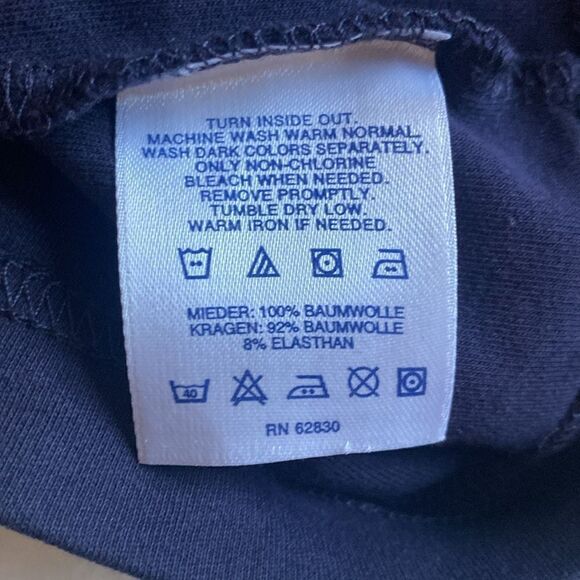 TURN INSIDE OUT.
MACHINE WASH WARM NORMAL.
WASH DARK COLORS SEPARATELY.
ONLY NON-CHLORINE
BLEACH WHEN NEEDED.
REMOVE PROMPTLY.
TUMBLE DRY LOW.
WARM IRON IF NEEDED.
MIEDER: 100% BAUMWOLLE
KRAGEN: 92% BAUMWOLLE
8% ELASTHAN
40
RN 62830